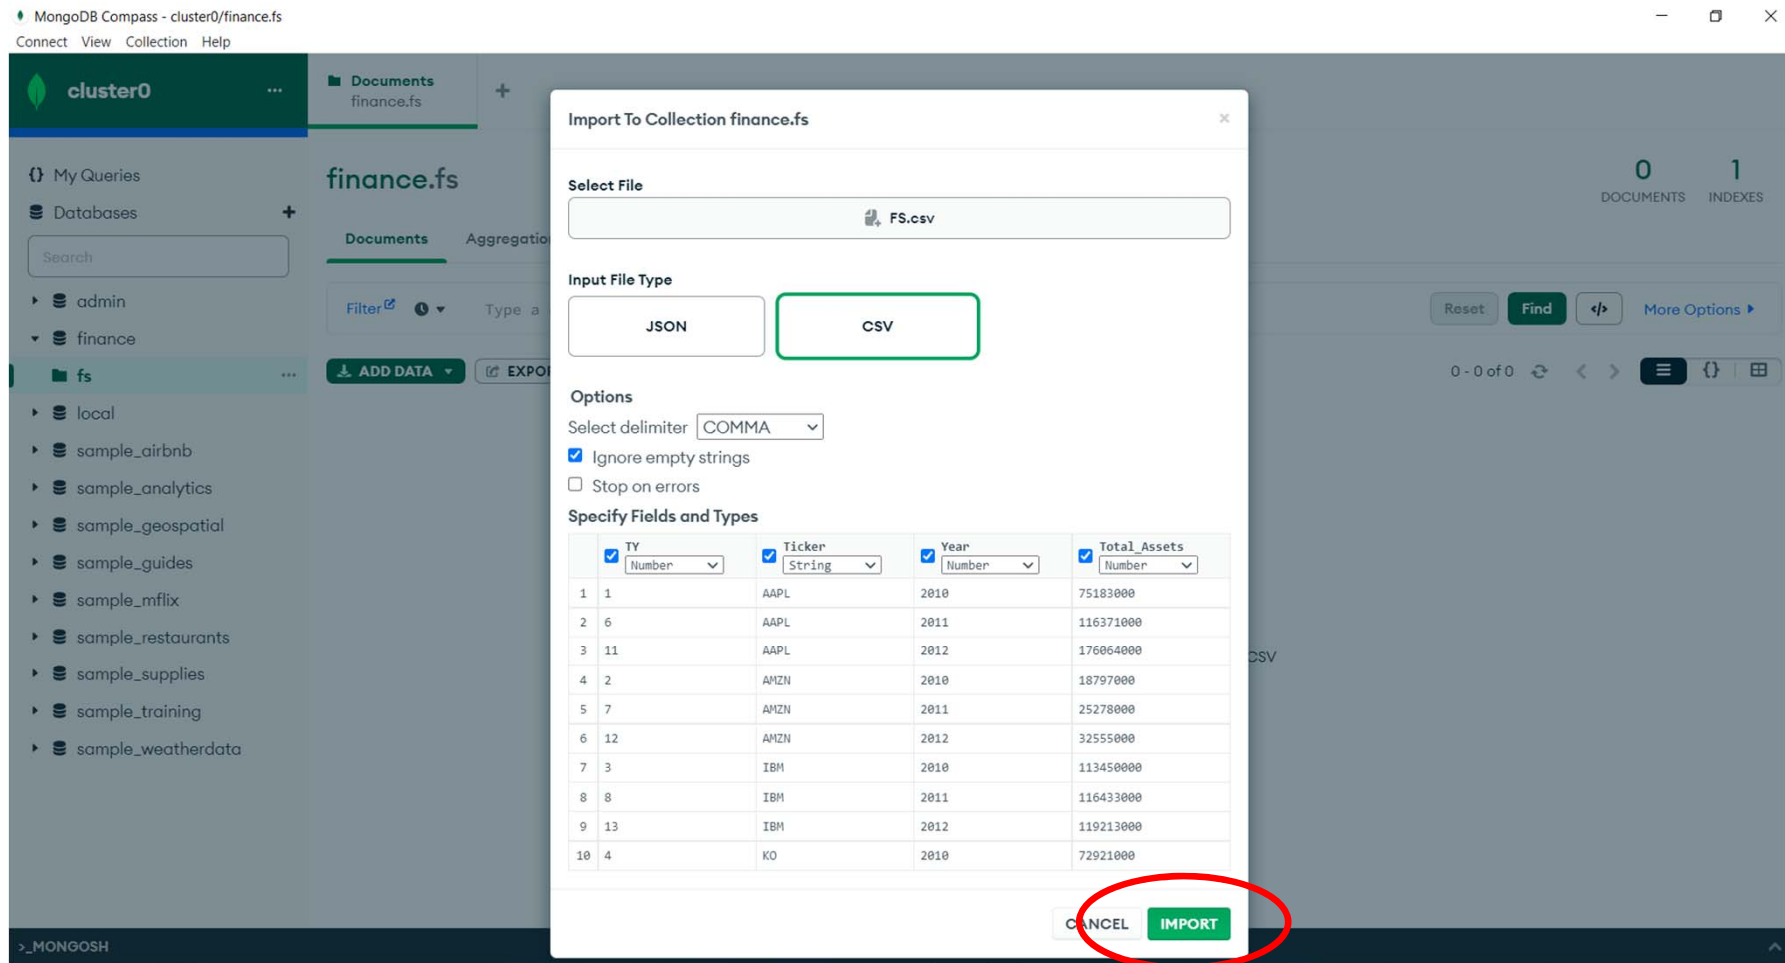 MongoDB Compass - cluster0/finance.fs
Connect View Collection Help
cluster0 ...
Documents
finance.fs
+
{} My Queries
Databases +
Search
admin
finance
fs ...
local
sample_airbnb
sample_analytics
sample_geospatial
sample_guides
sample_mflix
sample_restaurants
sample_supplies
sample_training
sample_weatherdata
finance.fs
0 1
DOCUMENTS INDEXES
Documents Aggregatio
Filter Type a
Reset Find </> More Options
ADD DATA EXPO
0 - 0 of 0 {}
CSV
Import To Collection finance.fs ×
Select File
FS.csv
Input File Type
JSON CSV
Options
Select delimiter COMMA
Ignore empty strings
Stop on errors
Specify Fields and Types
TY Ticker Year Total_Assets
Number String Number Number
1 1 AAPL 2010 75183000
2 6 AAPL 2011 116371000
3 11 AAPL 2012 176064000
4 2 AMZN 2010 18797000
5 7 AMZN 2011 25278000
6 12 AMZN 2012 32555000
7 3 IBM 2010 113450000
8 8 IBM 2011 116433000
9 13 IBM 2012 119213000
10 4 KO 2010 72921000
CANCEL IMPORT
>_MONGOSH